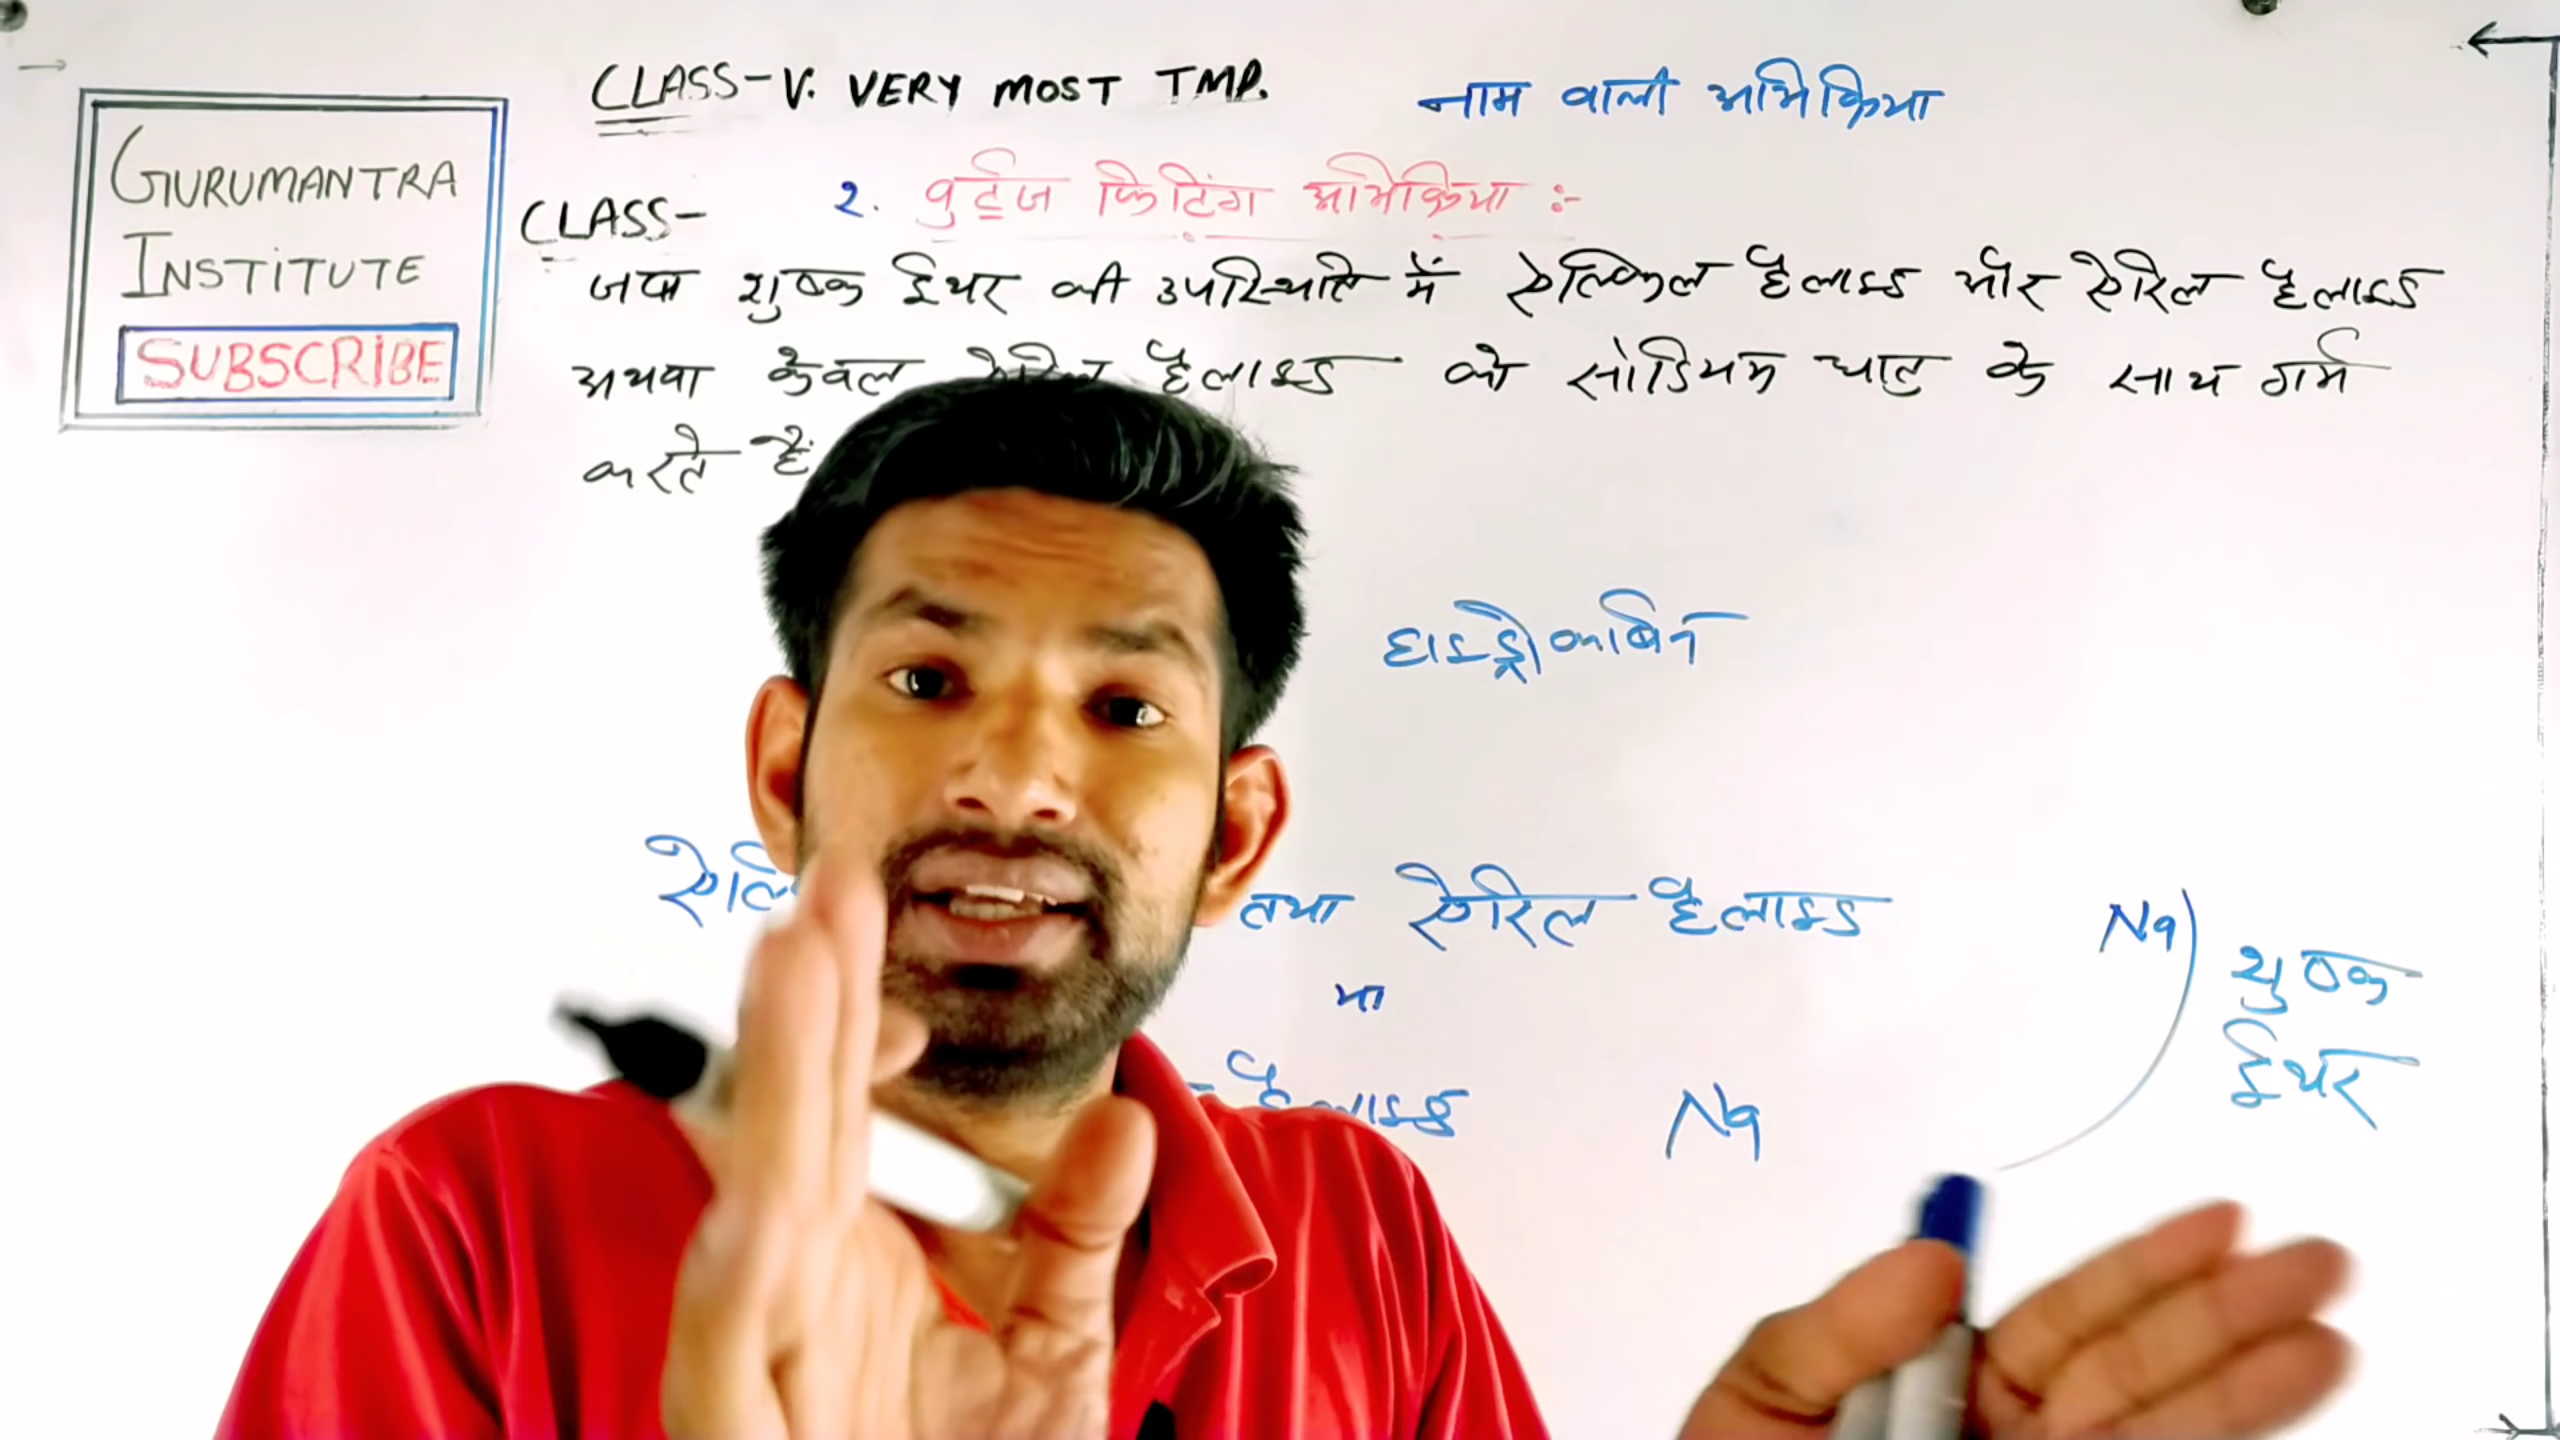 CLASS-V. VERY MOST IMP.
नाम वाली अभिक्रिया
GURUMANTRA
INSTITUTE
SUBSCRIBE
CLASS-
2. वुर्ट्ज फिटिंग अभिक्रिया :-
जब शुष्क ईथर की उपस्थिति में ऐल्किल हैलाइड और ऐरिल हैलाइड
अथवा केवल ऐरिल हैलाइड को सोडियम धातु के साथ गर्म
करते हैं
हाइड्रोकार्बन
तथा ऐरिल हैलाइड
Na
शुष्क
ईथर
या
हैलाइड
Na